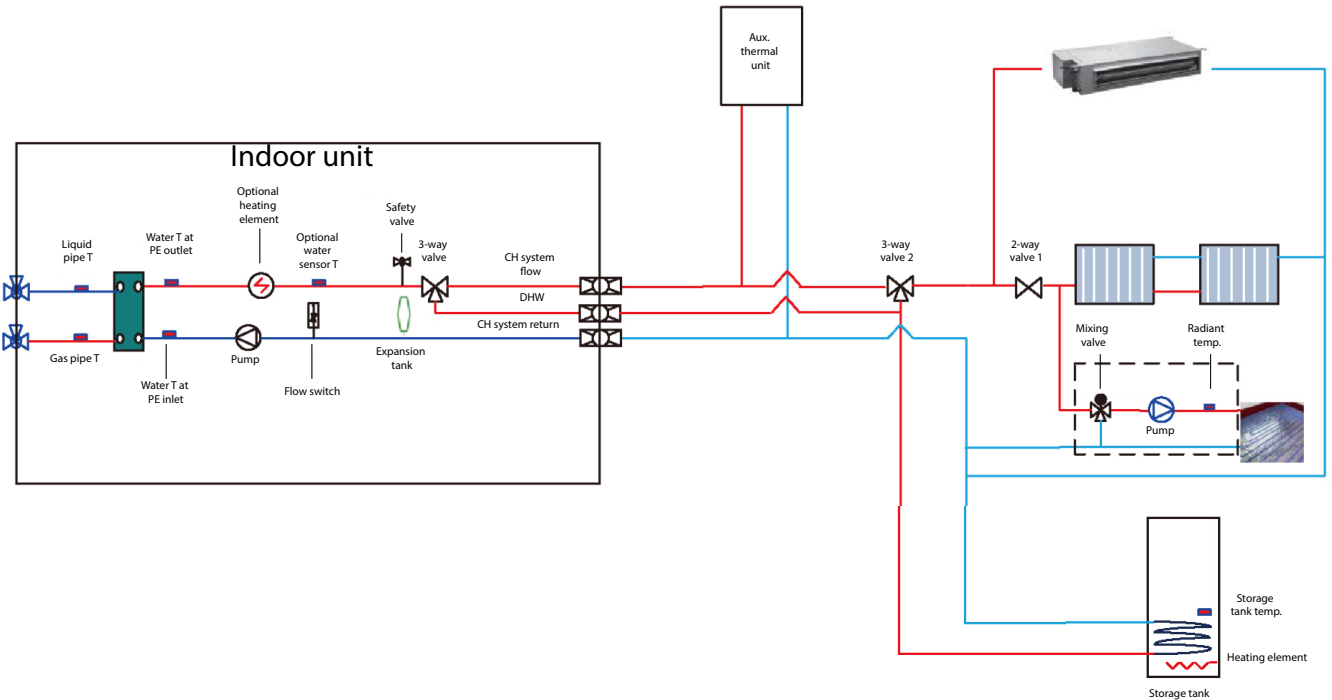 Aux.
thermal
unit
Indoor unit
Optional
heating
element
Safety
valve
Liquid
pipe T
Water T at
PE outlet
Optional
water
sensor T
3-way
valve
CH system
flow
DHW
CH system return
3-way
valve 2
2-way
valve 1
Gas pipe T
Water T at
PE inlet
Pump
Flow switch
Expansion
tank
Mixing
valve
Radiant
temp.
Pump
Storage
tank temp.
Heating element
Storage tank